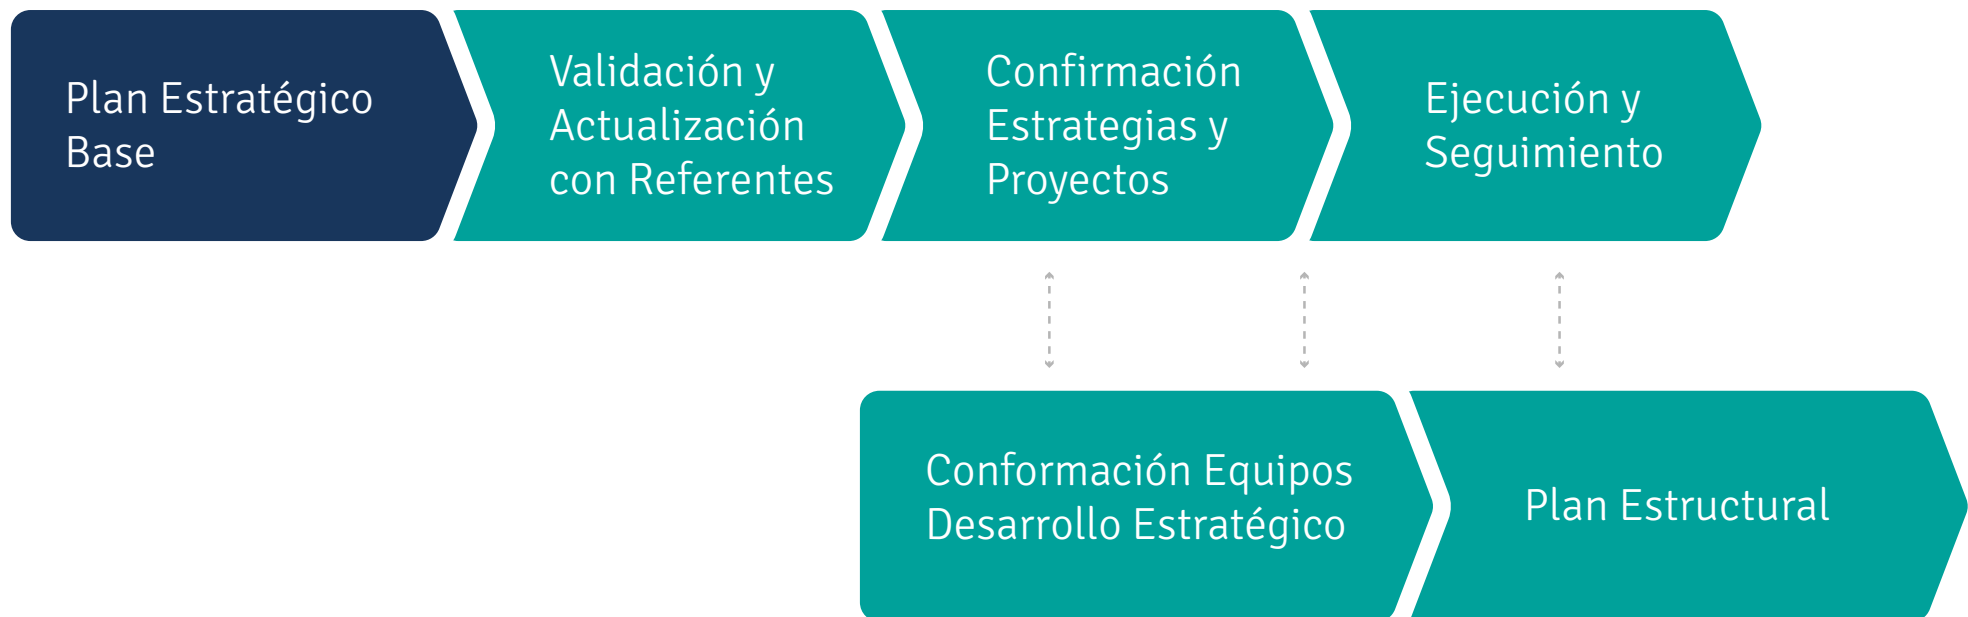 Plan Estratégico
Base
Validación y
Actualización
con Referentes
Confirmación
Estrategias y
Proyectos
Ejecución y
Seguimiento
Conformación Equipos
Desarrollo Estratégico
Plan Estructural